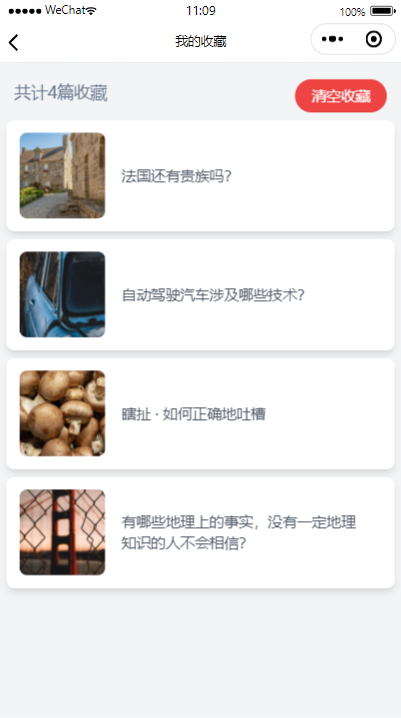 WeChat
11:09
100%
我的收藏
共计4篇收藏
清空收藏
法国还有贵族吗？
自动驾驶汽车涉及哪些技术？
瞎扯 · 如何正确地吐槽
有哪些地理上的事实，没有一定地理
知识的人不会相信？